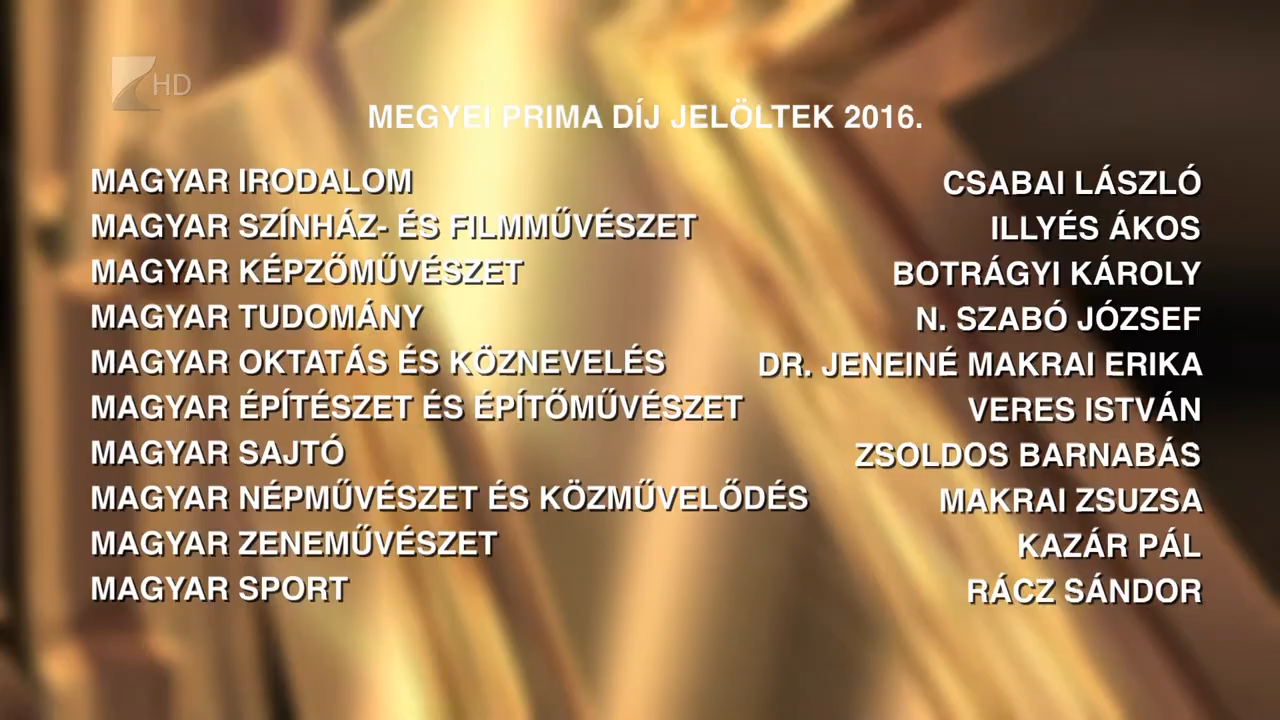 HD
MEGYEI PRIMA DÍJ JELÖLTEK 2016.
MAGYAR IRODALOM CSABAI LÁSZLÓ
MAGYAR SZÍNHÁZ- ÉS FILMMŰVÉSZET ILLYÉS ÁKOS
MAGYAR KÉPZŐMŰVÉSZET BOTRÁGYI KÁROLY
MAGYAR TUDOMÁNY N. SZABÓ JÓZSEF
MAGYAR OKTATÁS ÉS KÖZNEVELÉS DR. JENEINÉ MAKRAI ERIKA
MAGYAR ÉPÍTÉSZET ÉS ÉPÍTŐMŰVÉSZET VERES ISTVÁN
MAGYAR SAJTÓ ZSOLDOS BARNABÁS
MAGYAR NÉPMŰVÉSZET ÉS KÖZMŰVELŐDÉS MAKRAI ZSUZSA
MAGYAR ZENEMŰVÉSZET KAZÁR PÁL
MAGYAR SPORT RÁCZ SÁNDOR